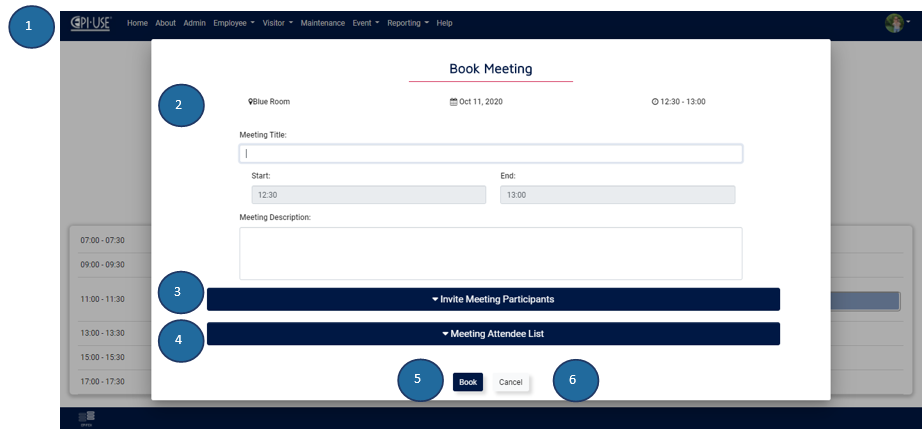 1
EPI-USE Home About Admin Employee Visitor Maintenance Event Reporting Help
Book Meeting
2
Blue Room Oct 11, 2020 12:30 - 13:00
Meeting Title:
Start: End:
12:30 13:00
Meeting Description:
07:00 - 07:30
09:00 - 09:30
3
Invite Meeting Participants
11:00 - 11:30
4
Meeting Attendee List
13:00 - 13:30
15:00 - 15:30
5 Book Cancel 6
17:00 - 17:30